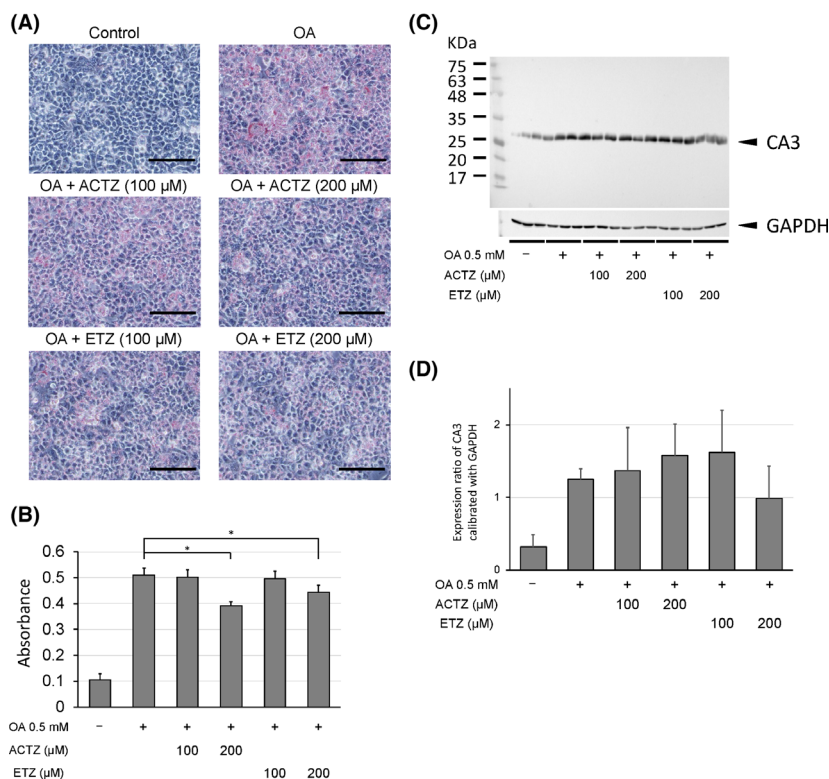 (A)
Control OA
OA + ACTZ (100 μM) OA + ACTZ (200 μM)
OA + ETZ (100 μM) OA + ETZ (200 μM)
(B)
Absorbance
0.6
0.5
0.4
0.3
0.2
0.1
0
* *
OA 0.5 mM − + + + + +
ACTZ (μM) 100 200
ETZ (μM) 100 200
(C)
KDa
75
63
48
35
25
20
17
CA3
GAPDH
OA 0.5 mM − + + + + +
ACTZ (μM) 100 200
ETZ (μM) 100 200
(D)
Expression ratio of CA3
calibrated with GAPDH
2
1
0
OA 0.5 mM − + + + + +
ACTZ (μM) 100 200
ETZ (μM) 100 200